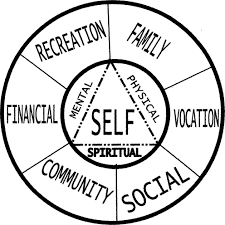 RECREATION
FAMILY
FINANCIAL
MENTAL
PHYSICAL
VOCATION
SELF
SPIRITUAL
COMMUNITY
SOCIAL